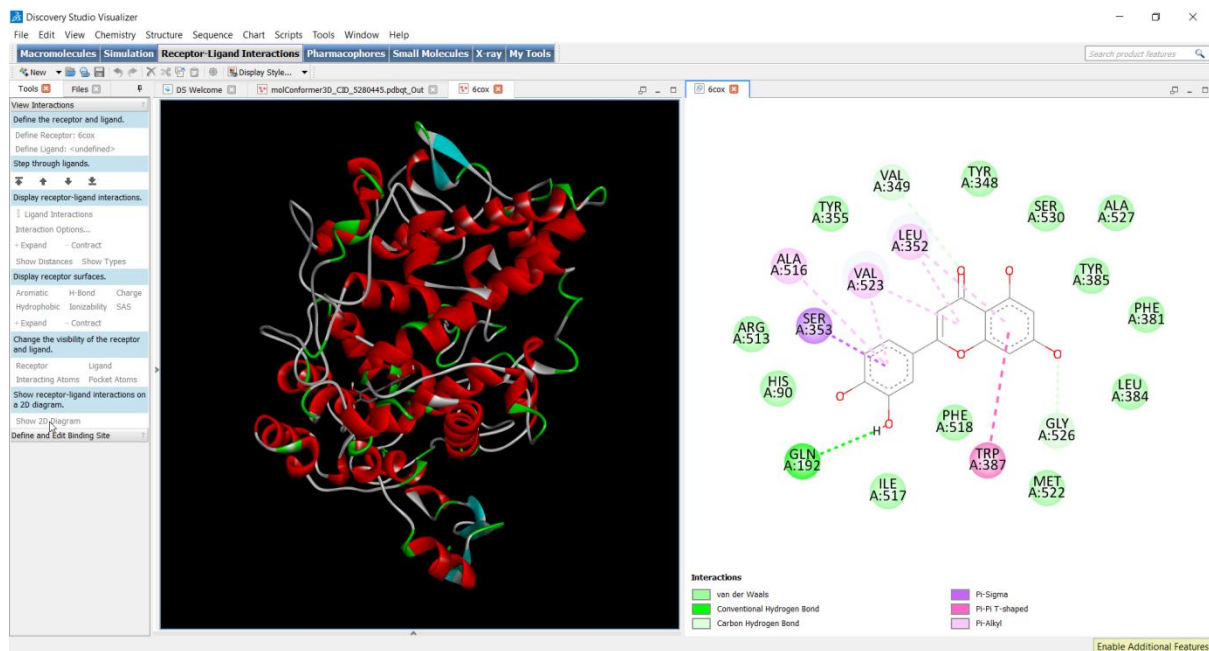 Discovery Studio Visualizer
File Edit View Chemistry Structure Sequence Chart Scripts Tools Window Help
Macromolecules Simulation Receptor-Ligand Interactions Pharmacophores Small Molecules X-ray My Tools
Search product features
New Display Style...
Tools Files
DS Welcome molConformer3D_CID_5280445.pdbqt_Out 6cox
6cox
View Interactions
Define the receptor and ligand.
Define Receptor: 6cox
Define Ligand: <undefined>
Step through ligands.
Display receptor-ligand interactions.
Ligand Interactions
Interaction Options...
+ Expand - Contract
Show Distances Show Types
Display receptor surfaces.
Aromatic H-Bond Charge
Hydrophobic Ionizability SAS
+ Expand - Contract
Change the visibility of the receptor
and ligand.
Receptor Ligand
Interacting Atoms Pocket Atoms
Show receptor-ligand interactions on
a 2D diagram.
Show 2D Diagram
Define and Edit Binding Site
VAL
A:349
TYR
A:348
TYR
A:355
SER
A:530
ALA
A:527
LEU
A:352
ALA
A:516
VAL
A:523
TYR
A:385
SER
A:353
PHE
A:381
ARG
A:513
HIS
A:90
LEU
A:384
PHE
A:518
GLY
A:526
GLN
A:192
TRP
A:387
ILE
A:517
MET
A:522
O
O
O
O
O
O
H
Interactions
van der Waals
Conventional Hydrogen Bond
Carbon Hydrogen Bond
Pi-Sigma
Pi-Pi T-shaped
Pi-Alkyl
Enable Additional Features